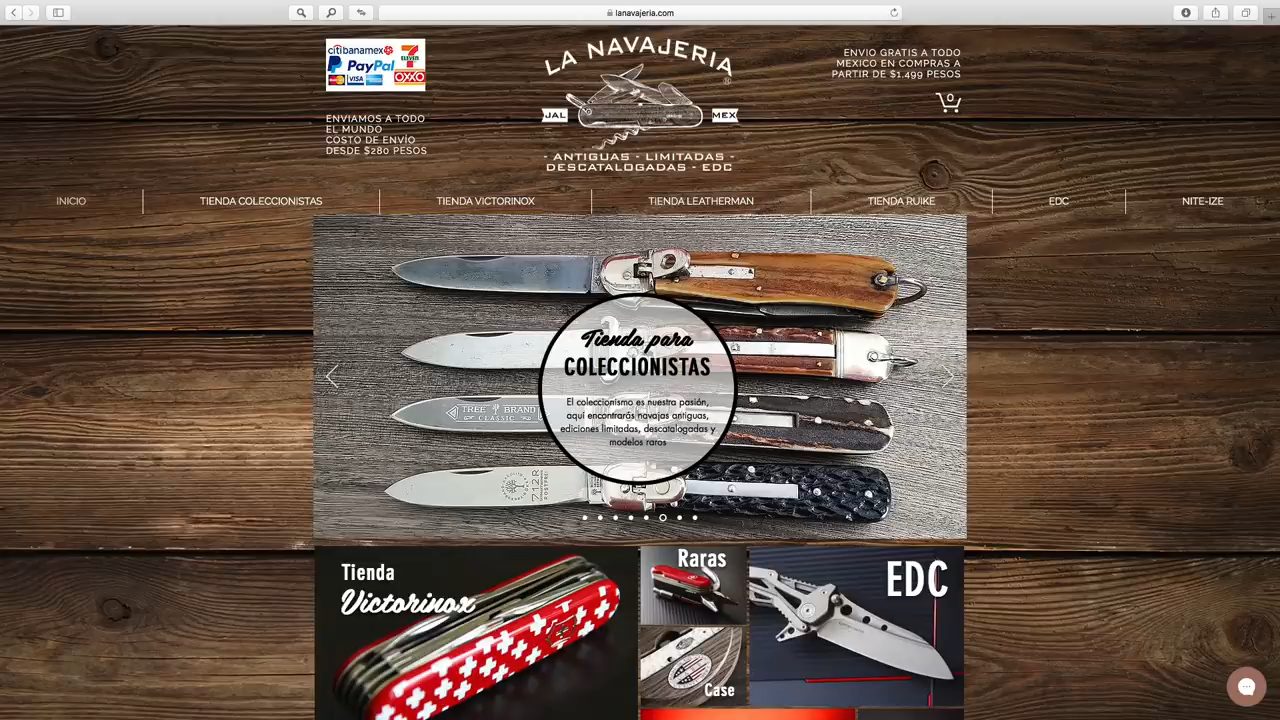 lanavajeria.com
citibanamex
7
ELEVEN
PayPal
VISA
OXXO
ENVIAMOS A TODO
EL MUNDO
COSTO DE ENVÍO
DESDE $280 PESOS
LA NAVAJERIA
®
JAL
MEX
- ANTIGUAS - LIMITADAS -
DESCATALOGADAS - EDC
ENVIO GRATIS A TODO
MEXICO EN COMPRAS A
PARTIR DE $1,499 PESOS
0
INICIO
TIENDA COLECCIONISTAS
TIENDA VICTORINOX
TIENDA LEATHERMAN
TIENDA RUIKE
EDC
NITE-IZE
Tienda para
COLECCIONISTAS
El coleccionismo es nuestra pasión,
aquí encontrarás navajas antiguas,
ediciones limitadas, descatalogadas y
modelos raros
TREE BRAND
CLASSIC
712R
Tienda
Victorinox
Raras
Case
EDC